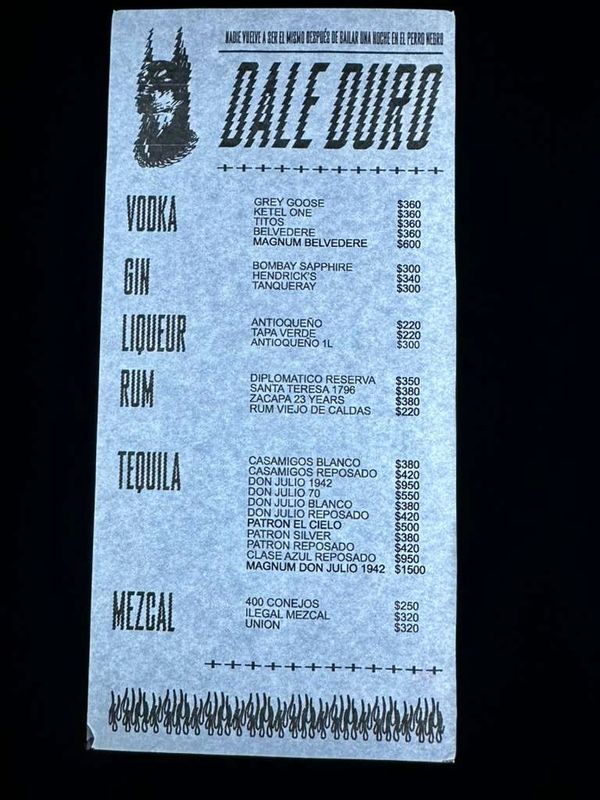 NADIE VUELVE A SER EL MISMO DESPUÉS DE BAILAR UNA NOCHE EN EL PERRO NEGRO
DALE DURO
VODKA
GREY GOOSE $360
KETEL ONE $360
TITOS $360
BELVEDERE $360
MAGNUM BELVEDERE $600
GIN
BOMBAY SAPPHIRE $300
HENDRICK'S $340
TANQUERAY $300
LIQUEUR
ANTIOQUEÑO $220
TAPA VERDE $220
ANTIOQUEÑO 1L $300
RUM
DIPLOMATICO RESERVA $350
SANTA TERESA 1796 $380
ZACAPA 23 YEARS $380
RUM VIEJO DE CALDAS $220
TEQUILA
CASAMIGOS BLANCO $380
CASAMIGOS REPOSADO $420
DON JULIO 1942 $950
DON JULIO 70 $550
DON JULIO BLANCO $380
DON JULIO REPOSADO $420
PATRON EL CIELO $500
PATRON SILVER $380
PATRON REPOSADO $420
CLASE AZUL REPOSADO $950
MAGNUM DON JULIO 1942 $1500
MEZCAL
400 CONEJOS $250
ILEGAL MEZCAL $320
UNION $320